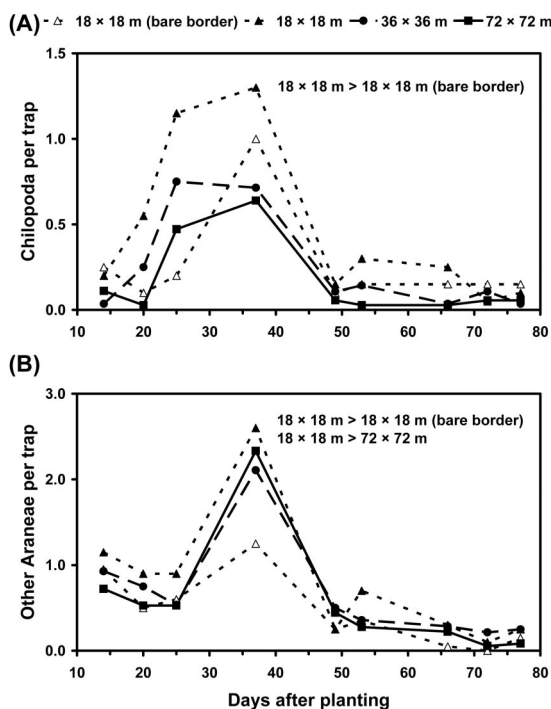 (A)
18 × 18 m (bare border) 18 × 18 m 36 × 36 m 72 × 72 m
1.5
18 × 18 m > 18 × 18 m (bare border)
Chilopoda per trap
1.0
0.5
0.0
10 20 30 40 50 60 70 80
(B)
3.0
18 × 18 m > 18 × 18 m (bare border)
18 × 18 m > 72 × 72 m
Other Araneae per trap
2.0
1.0
0.0
10 20 30 40 50 60 70 80
Days after planting